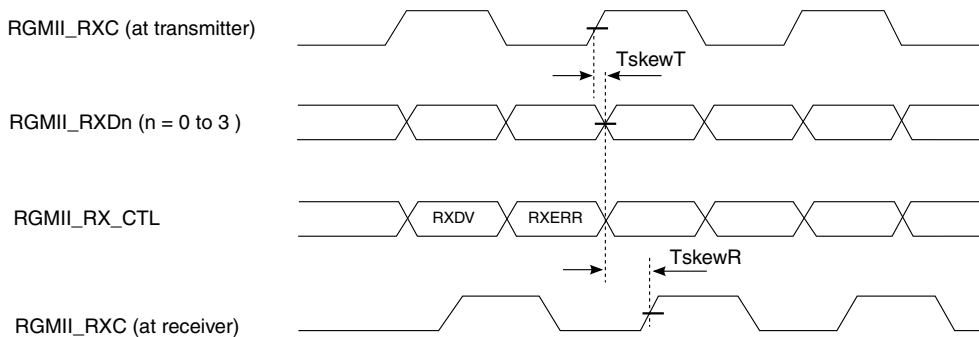 RGMII_RXC (at transmitter)
TskewT
RGMII_RXDn (n = 0 to 3 )
RGMII_RX_CTL
RXDV
RXERR
TskewR
RGMII_RXC (at receiver)